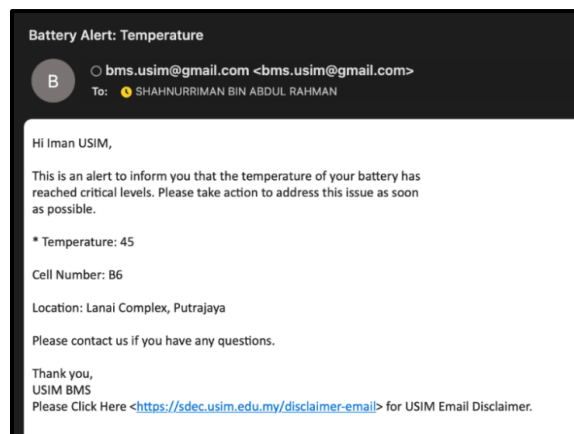 Battery Alert: Temperature
B
bms.usim@gmail.com <bms.usim@gmail.com>
To: SHAHNURRIMAN BIN ABDUL RAHMAN
Hi Iman USIM,
This is an alert to inform you that the temperature of your battery has
reached critical levels. Please take action to address this issue as soon
as possible.
* Temperature: 45
Cell Number: B6
Location: Lanai Complex, Putrajaya
Please contact us if you have any questions.
Thank you,
USIM BMS
Please Click Here <https://sdec.usim.edu.my/disclaimer-email> for USIM Email Disclaimer.